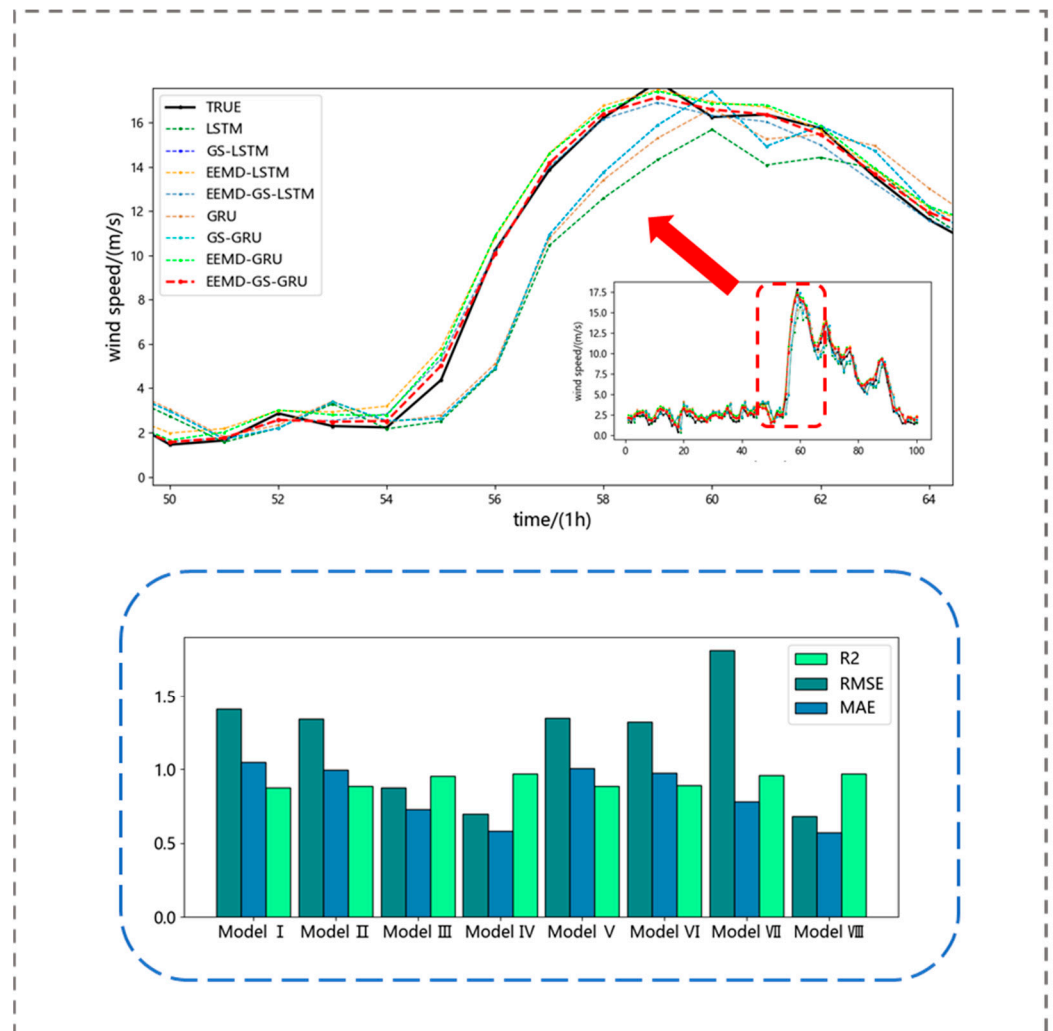 TRUE
LSTM
GS-LSTM
EEMD-LSTM
EEMD-GS-LSTM
GRU
GS-GRU
EEMD-GRU
EEMD-GS-GRU
wind speed/(m/s)
16
14
12
10
8
6
4
2
0
50 52 54 56 58 60 62 64
time/(1h)
wind speed/(m/s)
17.5
15.0
12.5
10.0
7.5
5.0
2.5
0.0
0 20 40 60 80 100
R2
RMSE
MAE
1.5
1.0
0.5
0.0
Model Ⅰ Model Ⅱ Model Ⅲ Model Ⅳ Model Ⅴ Model Ⅵ Model Ⅶ Model Ⅷ